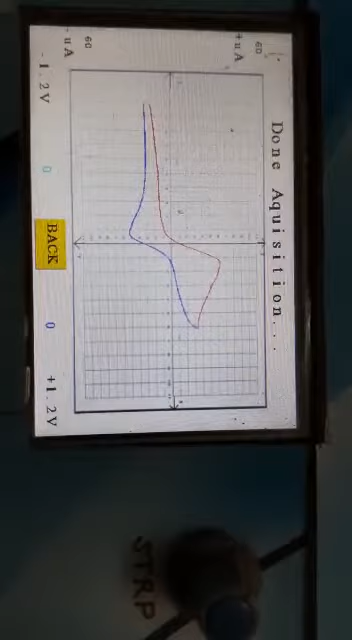 Done Aquisition...
60
+uA
- uA
60
-1.2V
0
BACK
0
+1.2V
STRP